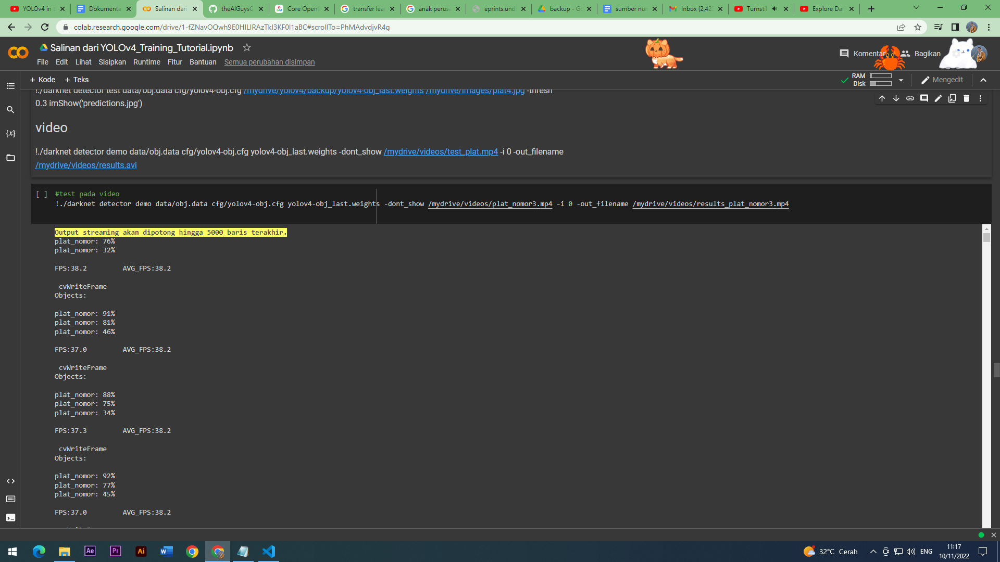 YOLOv4 in t
Dokumenta
Salinan dari
theAIGuysC
Core OpenC
transfer lear
anak perusa
eprints.und
backup - Go
sumber nur
Inbox (2,42
Turnstil
Explore Dar
colab.research.google.com/drive/1-fZNavOQwh9E0HILIRAzTkI3KF0I1aBC#scrollTo=PhMAdvdjvR4g
Salinan dari YOLOv4_Training_Tutorial.ipynb
Komentar
Bagikan
File Edit Lihat Sisipkan Runtime Fitur Bantuan Semua perubahan disimpan
+ Kode + Teks
RAM
Disk
Mengedit
!./darknet detector test data/obj.data cfg/yolov4-obj.cfg /mydrive/yolov4/backup/yolov4-obj_last.weights /mydrive/images/plat4.jpg -thresh
0.3 imShow('predictions.jpg')
video
!./darknet detector demo data/obj.data cfg/yolov4-obj.cfg yolov4-obj_last.weights -dont_show /mydrive/videos/test_plat.mp4 -i 0 -out_filename
/mydrive/videos/results.avi
[ ] #test pada video
!./darknet detector demo data/obj.data cfg/yolov4-obj.cfg yolov4-obj_last.weights -dont_show /mydrive/videos/plat_nomor3.mp4 -i 0 -out_filename /mydrive/videos/results_plat_nomor3.mp4
Output streaming akan dipotong hingga 5000 baris terakhir.
plat_nomor: 76%
plat_nomor: 32%
FPS:38.2 AVG_FPS:38.2
cvWriteFrame
Objects:
plat_nomor: 91%
plat_nomor: 81%
plat_nomor: 46%
FPS:37.0 AVG_FPS:38.2
cvWriteFrame
Objects:
plat_nomor: 88%
plat_nomor: 75%
plat_nomor: 34%
FPS:37.3 AVG_FPS:38.2
cvWriteFrame
Objects:
plat_nomor: 92%
plat_nomor: 77%
plat_nomor: 45%
FPS:37.0 AVG_FPS:38.2
32°C Cerah
ENG
11:17
10/11/2022